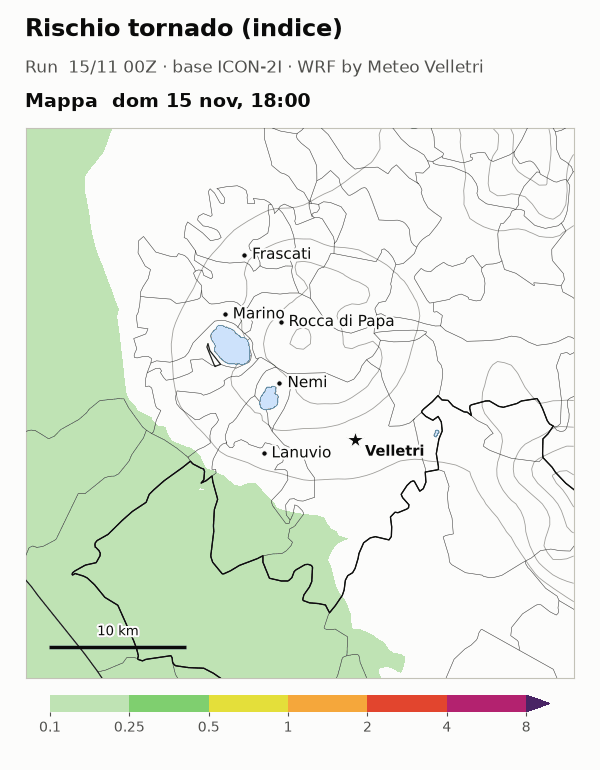 Rischio tornado (indice)
Run  15/11 00Z · base ICON-2I · WRF by Meteo Velletri
Mappa  dom 15 nov, 18:00
Frascati
Marino
Rocca di Papa
Nemi
Velletri
Lanuvio
10 km
0.1 0.25 0.5 1 2 4 8